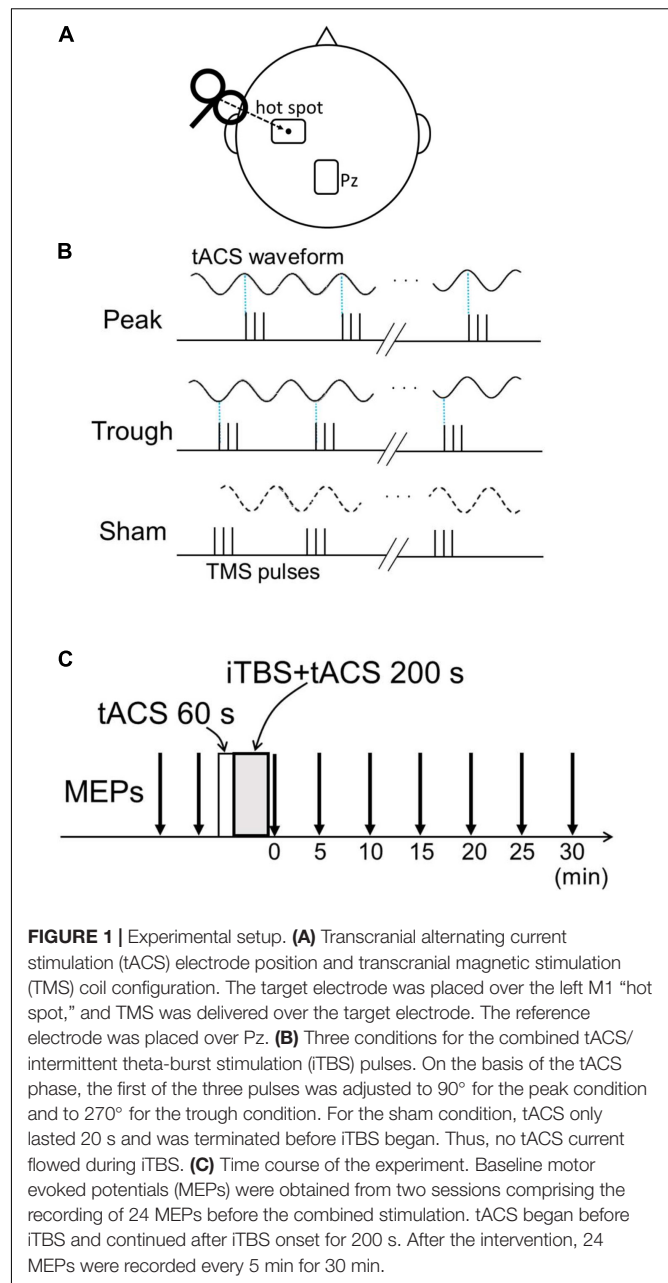 A
hot spot
Pz
B
tACS waveform
. . .
Peak
. . .
Trough
. . .
Sham
TMS pulses
C
iTBS+tACS 200 s
tACS 60 s
MEPs
0 5 10 15 20 25 30
(min)
FIGURE 1 | Experimental setup. (A) Transcranial alternating current
stimulation (tACS) electrode position and transcranial magnetic stimulation
(TMS) coil configuration. The target electrode was placed over the left M1 “hot
spot,” and TMS was delivered over the target electrode. The reference
electrode was placed over Pz. (B) Three conditions for the combined tACS/
intermittent theta-burst stimulation (iTBS) pulses. On the basis of the tACS
phase, the first of the three pulses was adjusted to 90° for the peak condition
and to 270° for the trough condition. For the sham condition, tACS only
lasted 20 s and was terminated before iTBS began. Thus, no tACS current
flowed during iTBS. (C) Time course of the experiment. Baseline motor
evoked potentials (MEPs) were obtained from two sessions comprising the
recording of 24 MEPs before the combined stimulation. tACS began before
iTBS and continued after iTBS onset for 200 s. After the intervention, 24
MEPs were recorded every 5 min for 30 min.